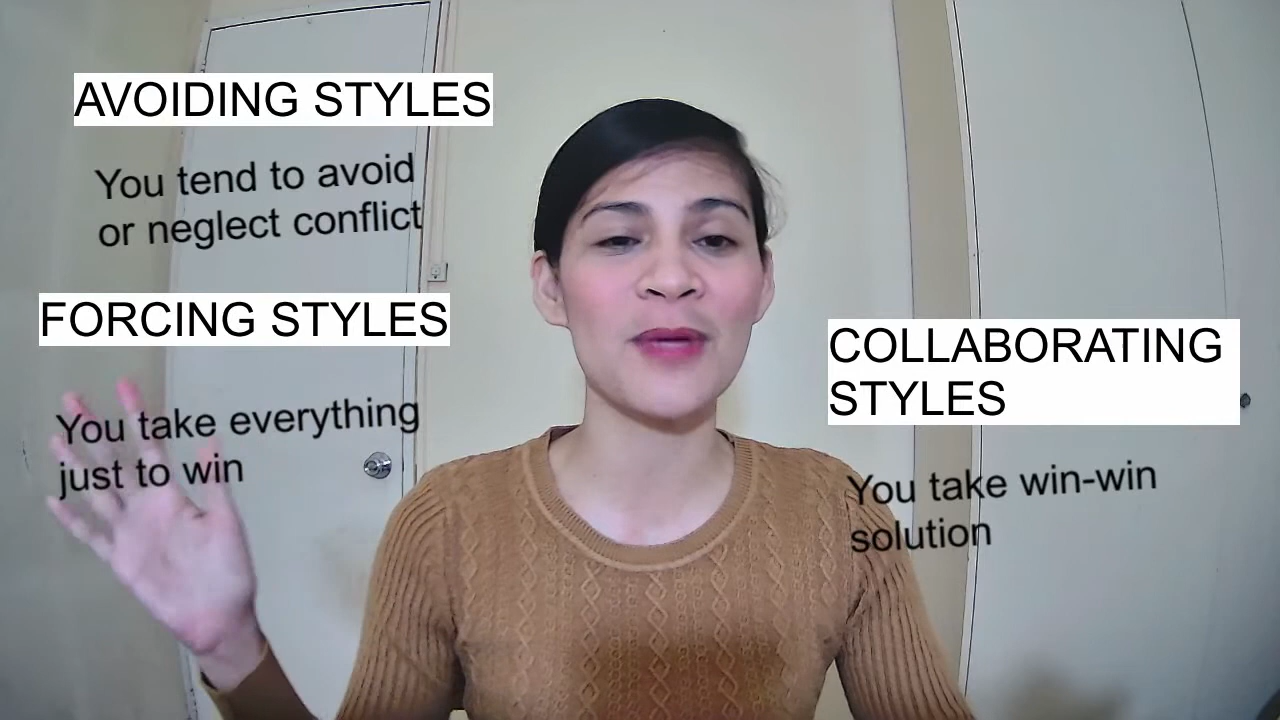 AVOIDING STYLES
You tend to avoid
or neglect conflict
FORCING STYLES
You take everything
just to win
COLLABORATING
STYLES
You take win-win
solution